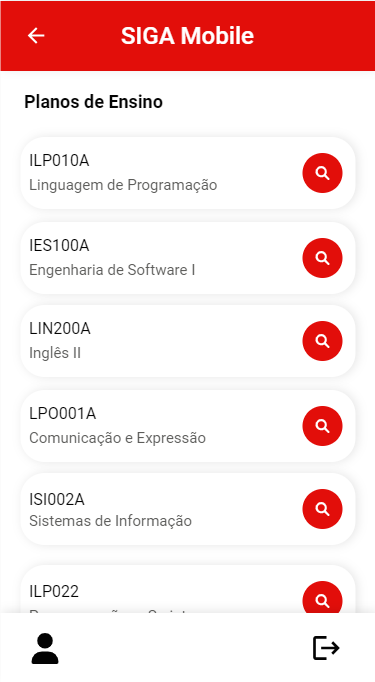 SIGA Mobile
Planos de Ensino
ILP010A
Linguagem de Programação
IES100A
Engenharia de Software I
LIN200A
Inglês II
LPO001A
Comunicação e Expressão
ISI002A
Sistemas de Informação
ILP022